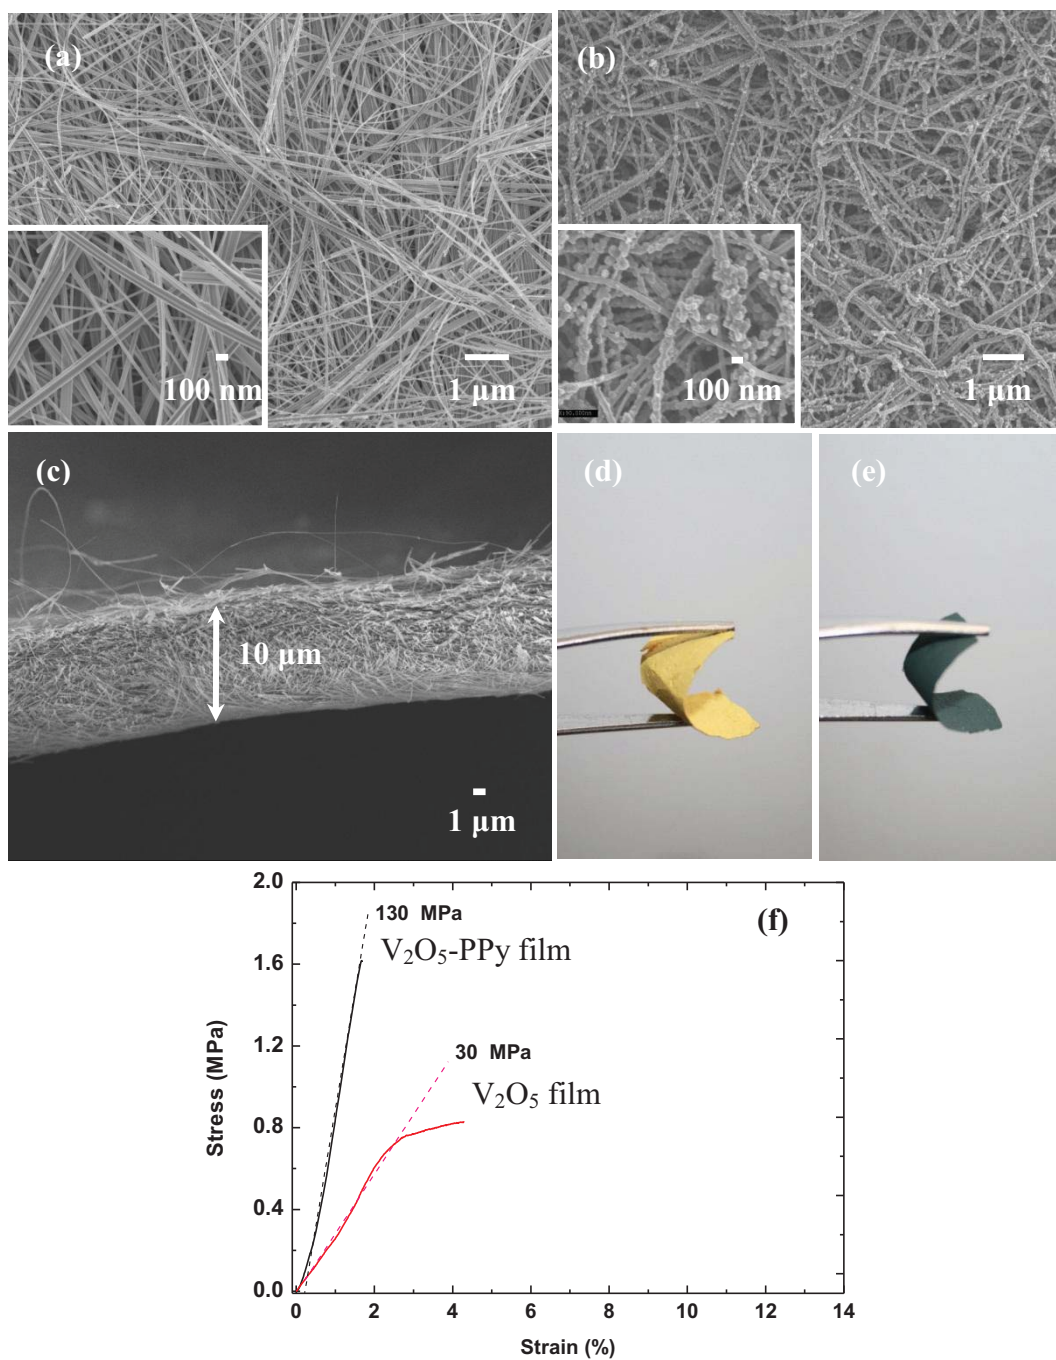 (a)
100 nm
1 µm
(b)
100 nm
1 µm
(c)
10 µm
1 µm
(d)
(e)
(f)
2.0
1.6
1.2
0.8
0.4
0.0
Stress (MPa)
130 MPa
V₂O₅-PPy film
30 MPa
V₂O₅ film
0 2 4 6 8 10 12 14
Strain (%)